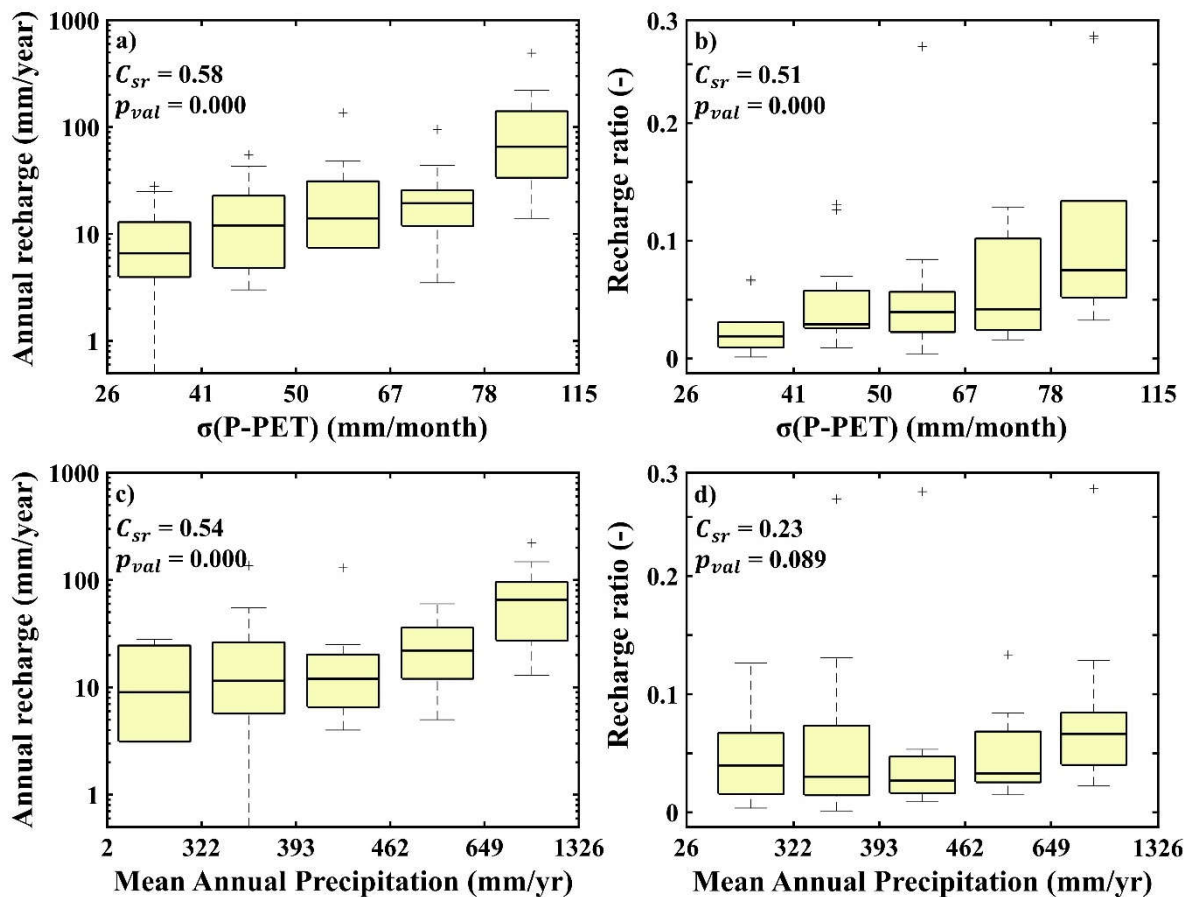 a)
C_sr = 0.58
p_val = 0.000
Annual recharge (mm/year)
1000
100
10
1
26 41 50 67 78 115
σ(P-PET) (mm/month)
b)
C_sr = 0.51
p_val = 0.000
Recharge ratio (-)
0.3
0.2
0.1
0
26 41 50 67 78 115
σ(P-PET) (mm/month)
c)
C_sr = 0.54
p_val = 0.000
Annual recharge (mm/year)
1000
100
10
1
2 322 393 462 649 1326
Mean Annual Precipitation (mm/yr)
d)
C_sr = 0.23
p_val = 0.089
Recharge ratio (-)
0.3
0.2
0.1
0
26 322 393 462 649 1326
Mean Annual Precipitation (mm/yr)